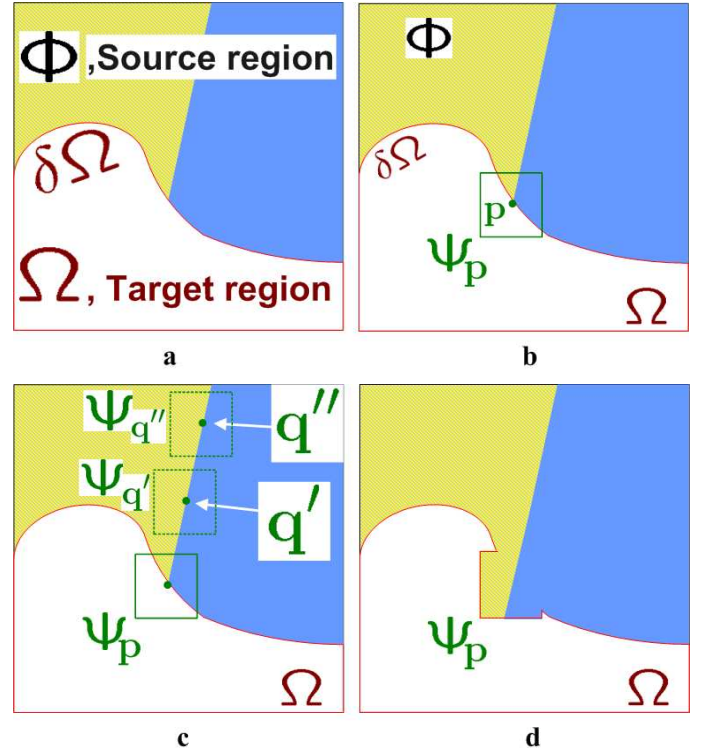 Φ ,Source region
δΩ
Ω, Target region
a
Φ
δΩ
p
Ψp
Ω
b
Ψq″
q″
Ψq′
q′
Ψp
Ω
c
Ψp
Ω
d